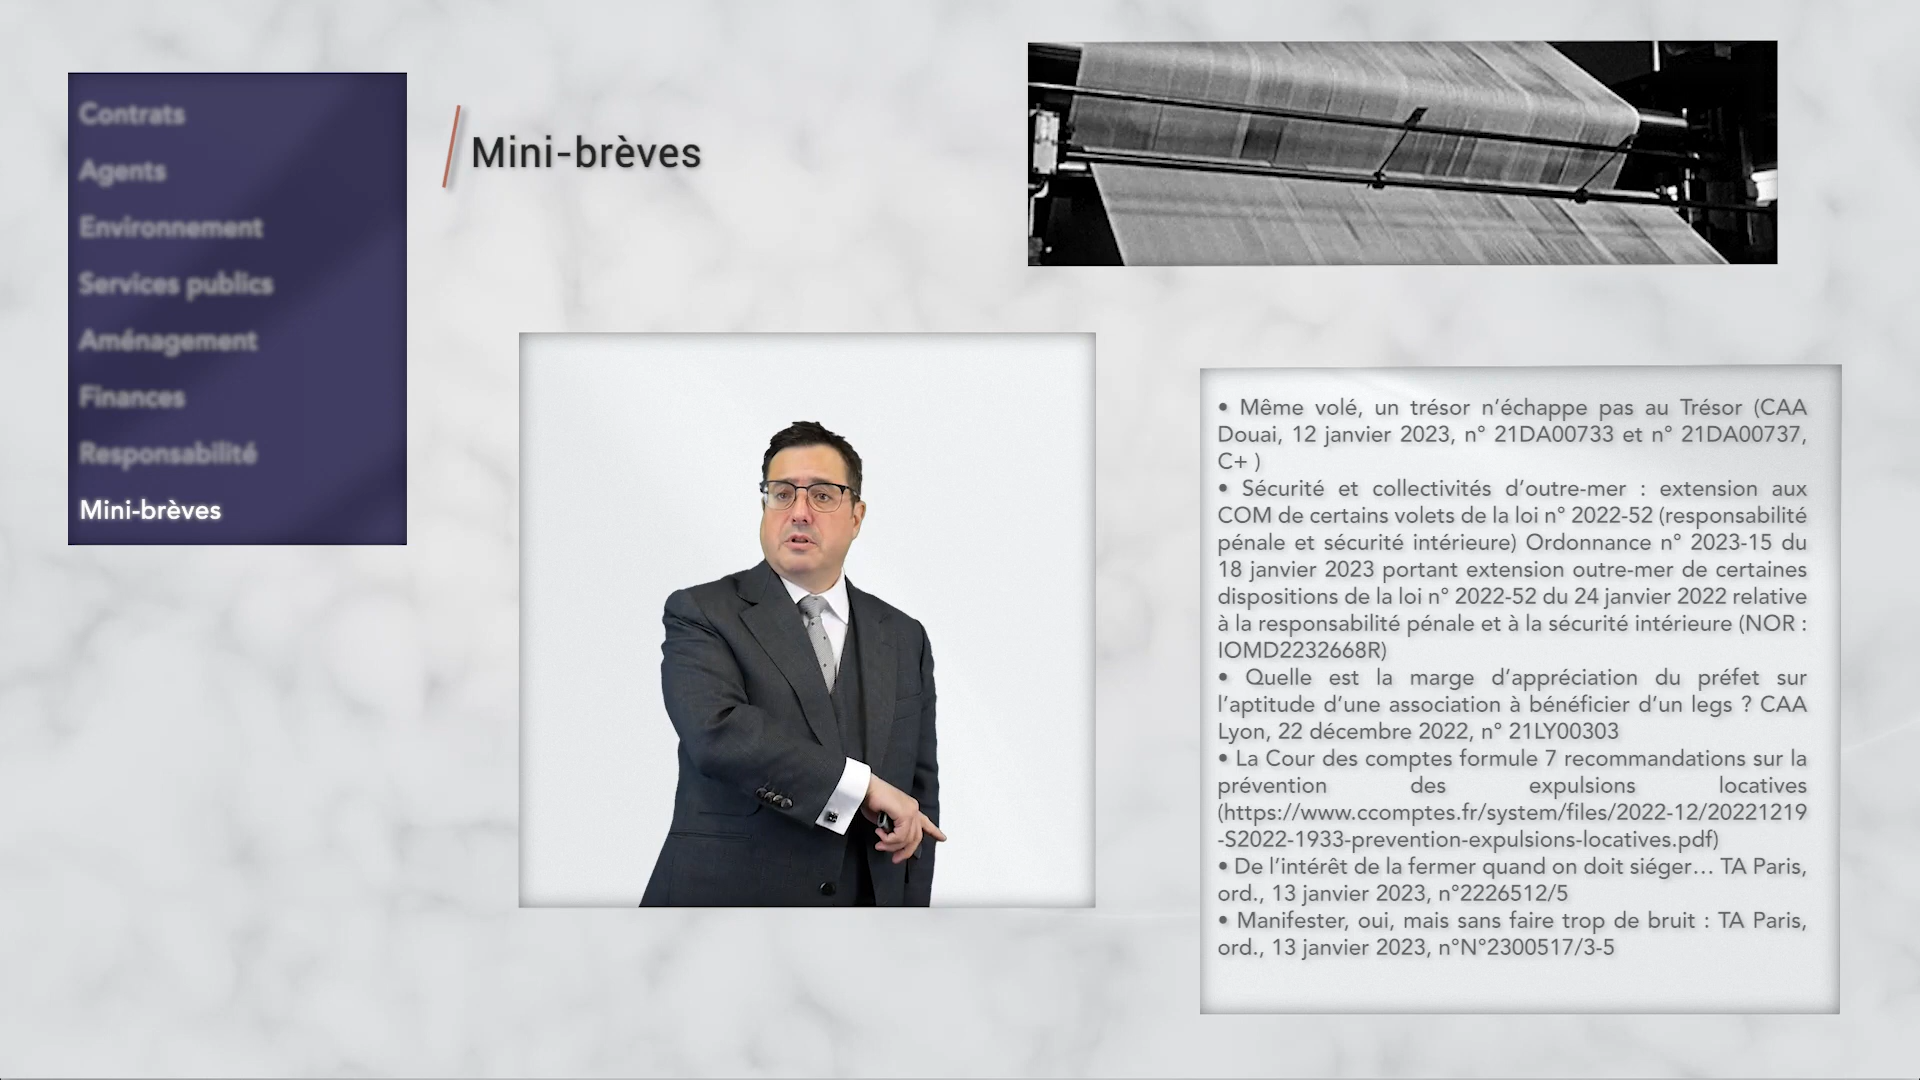 Contrats
Agents
Environnement
Services publics
Aménagement
Finances
Responsabilité
Mini-brèves
Mini-brèves
• Même volé, un trésor n’échappe pas au Trésor (CAA
Douai, 12 janvier 2023, n° 21DA00733 et n° 21DA00737,
C+ )
• Sécurité et collectivités d’outre-mer : extension aux
COM de certains volets de la loi n° 2022-52 (responsabilité
pénale et sécurité intérieure) Ordonnance n° 2023-15 du
18 janvier 2023 portant extension outre-mer de certaines
dispositions de la loi n° 2022-52 du 24 janvier 2022 relative
à la responsabilité pénale et à la sécurité intérieure (NOR :
IOMD2232668R)
• Quelle est la marge d’appréciation du préfet sur
l’aptitude d’une association à bénéficier d’un legs ? CAA
Lyon, 22 décembre 2022, n° 21LY00303
• La Cour des comptes formule 7 recommandations sur la
prévention des expulsions locatives
(https://www.ccomptes.fr/system/files/2022-12/20221219
-S2022-1933-prevention-expulsions-locatives.pdf)
• De l’intérêt de la fermer quand on doit siéger… TA Paris,
ord., 13 janvier 2023, n°2226512/5
• Manifester, oui, mais sans faire trop de bruit : TA Paris,
ord., 13 janvier 2023, n°N°2300517/3-5